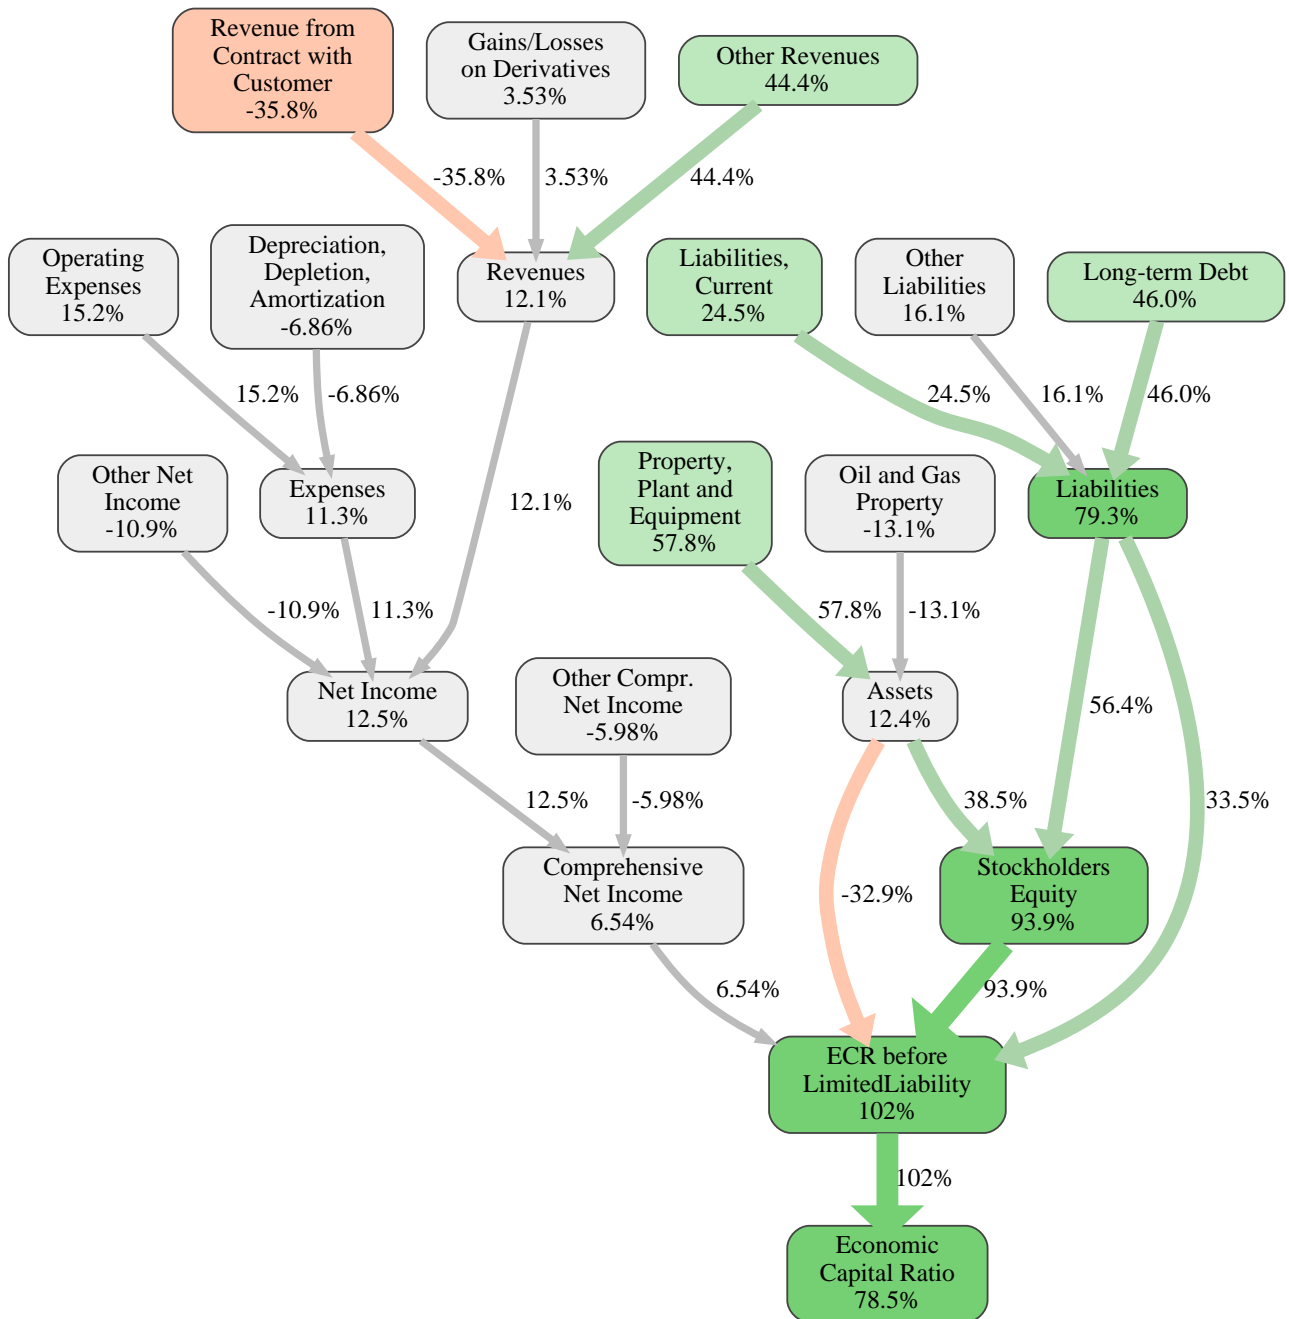 Revenue from
Contract with
Customer
-35.8%
Gains/Losses
on Derivatives
3.53%
Other Revenues
44.4%
-35.8%
3.53%
44.4%
Operating
Expenses
15.2%
Depreciation,
Depletion,
Amortization
-6.86%
Revenues
12.1%
Liabilities,
Current
24.5%
Other
Liabilities
16.1%
Long-term Debt
46.0%
15.2%
-6.86%
24.5%
16.1%
46.0%
Other Net
Income
-10.9%
Expenses
11.3%
12.1%
Property,
Plant and
Equipment
57.8%
Oil and Gas
Property
-13.1%
Liabilities
79.3%
-10.9%
11.3%
57.8%
-13.1%
Net Income
12.5%
Other Compr.
Net Income
-5.98%
Assets
12.4%
56.4%
12.5%
-5.98%
38.5%
33.5%
Comprehensive
Net Income
6.54%
-32.9%
Stockholders
Equity
93.9%
6.54%
93.9%
ECR before
LimitedLiability
102%
102%
Economic
Capital Ratio
78.5%